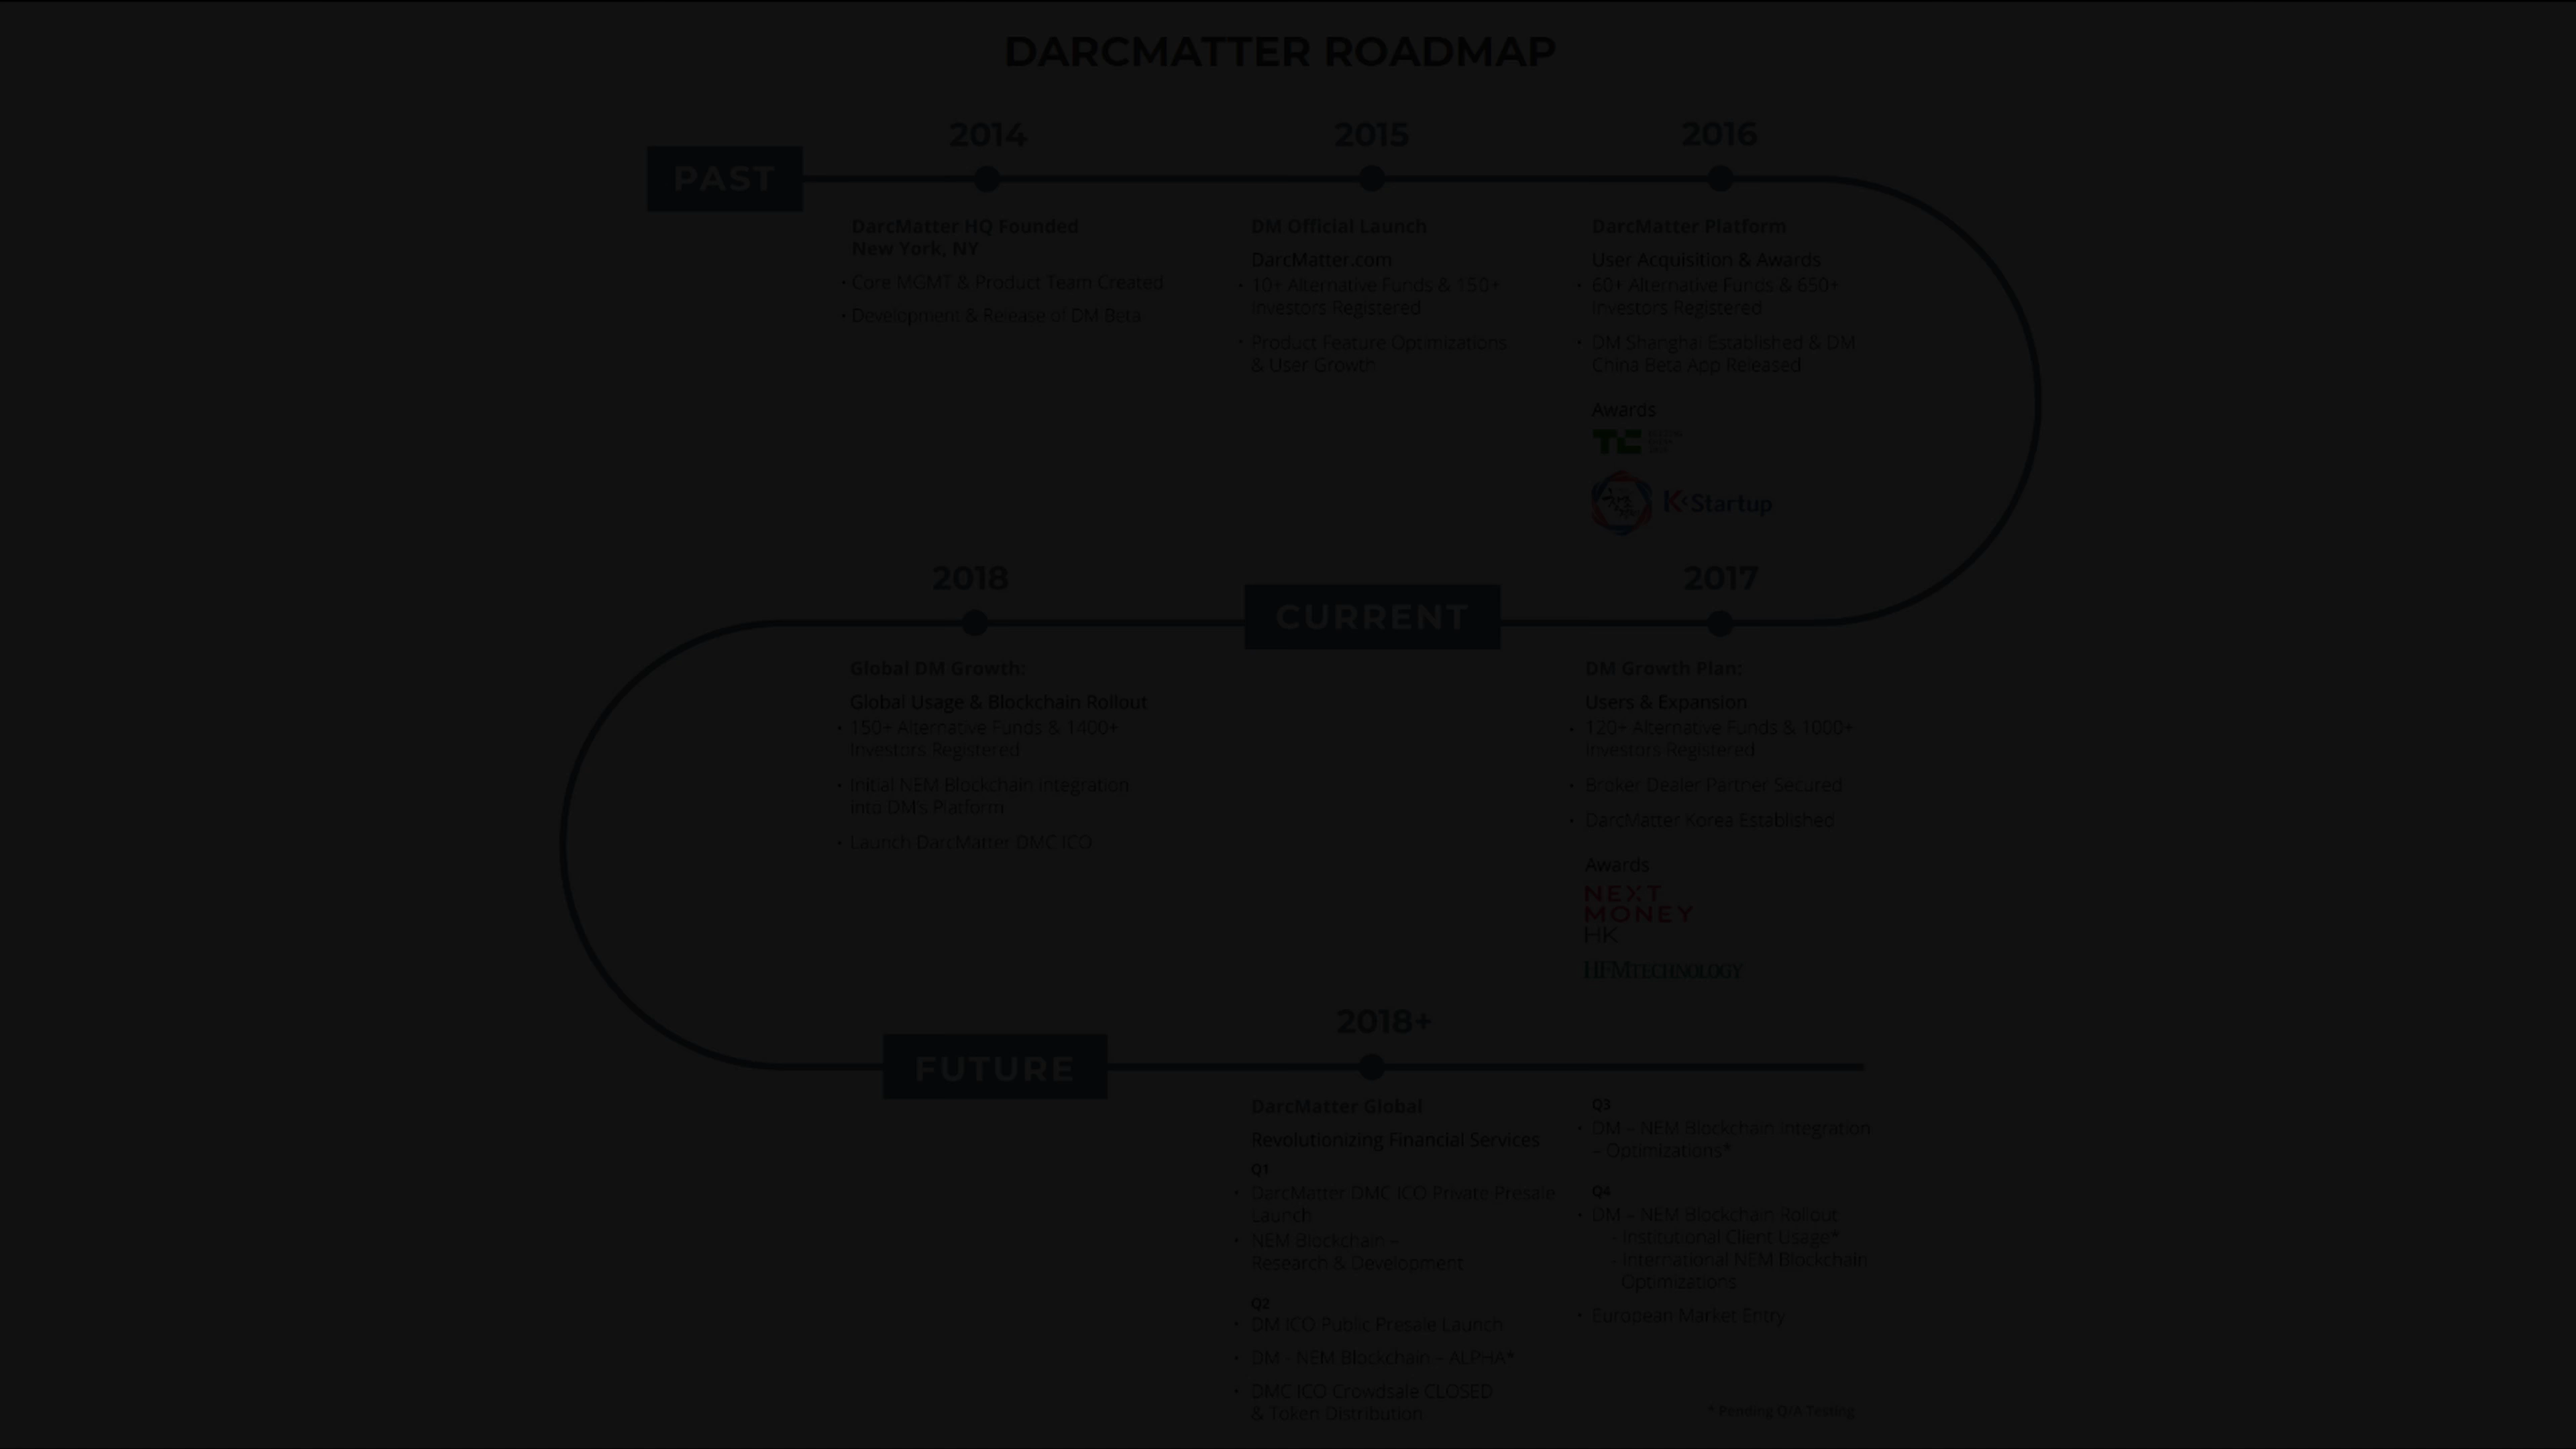 DARCMATTER ROADMAP
PAST
2014
DarcMatter HQ Founded
New York, NY
· Core MGMT & Product Team Created
· Development & Release of DM Beta
2015
DM Official Launch
DarcMatter.com
· 10+ Alternative Funds & 150+
Investors Registered
· Product Feature Optimizations
& User Growth
2016
DarcMatter Platform
User Acquisition & Awards
· 60+ Alternative Funds & 650+
Investors Registered
· DM Shanghai Established & DM
China Beta App Released
Awards
TC
K Startup
2017
DM Growth Plan:
Users & Expansion
· 120+ Alternative Funds & 1000+
Investors Registered
· Broker Dealer Partner Secured
· DarcMatter Korea Established
Awards
NEXT
MONEY
HK
HFMTECHNOLOGY
CURRENT
2018
Global DM Growth:
Global Usage & Blockchain Rollout
· 150+ Alternative Funds & 1400+
Investors Registered
· Initial NEM Blockchain integration
into DM's Platform
· Launch DarcMatter DMC ICO
FUTURE
2018+
DarcMatter Global
Revolutionizing Financial Services
Q1
· DarcMatter DMC ICO Private Presale
Launch
· NEM Blockchain –
Research & Development
Q2
· DM ICO Public Presale Launch
· DM - NEM Blockchain – ALPHA*
· DMC ICO Crowdsale CLOSED
& Token Distribution
Q3
· DM – NEM Blockchain Integration
– Optimizations*
Q4
· DM – NEM Blockchain Rollout
- Institutional Client Usage*
- International NEM Blockchain
Optimizations
· European Market Entry
* Pending Q/A Testing